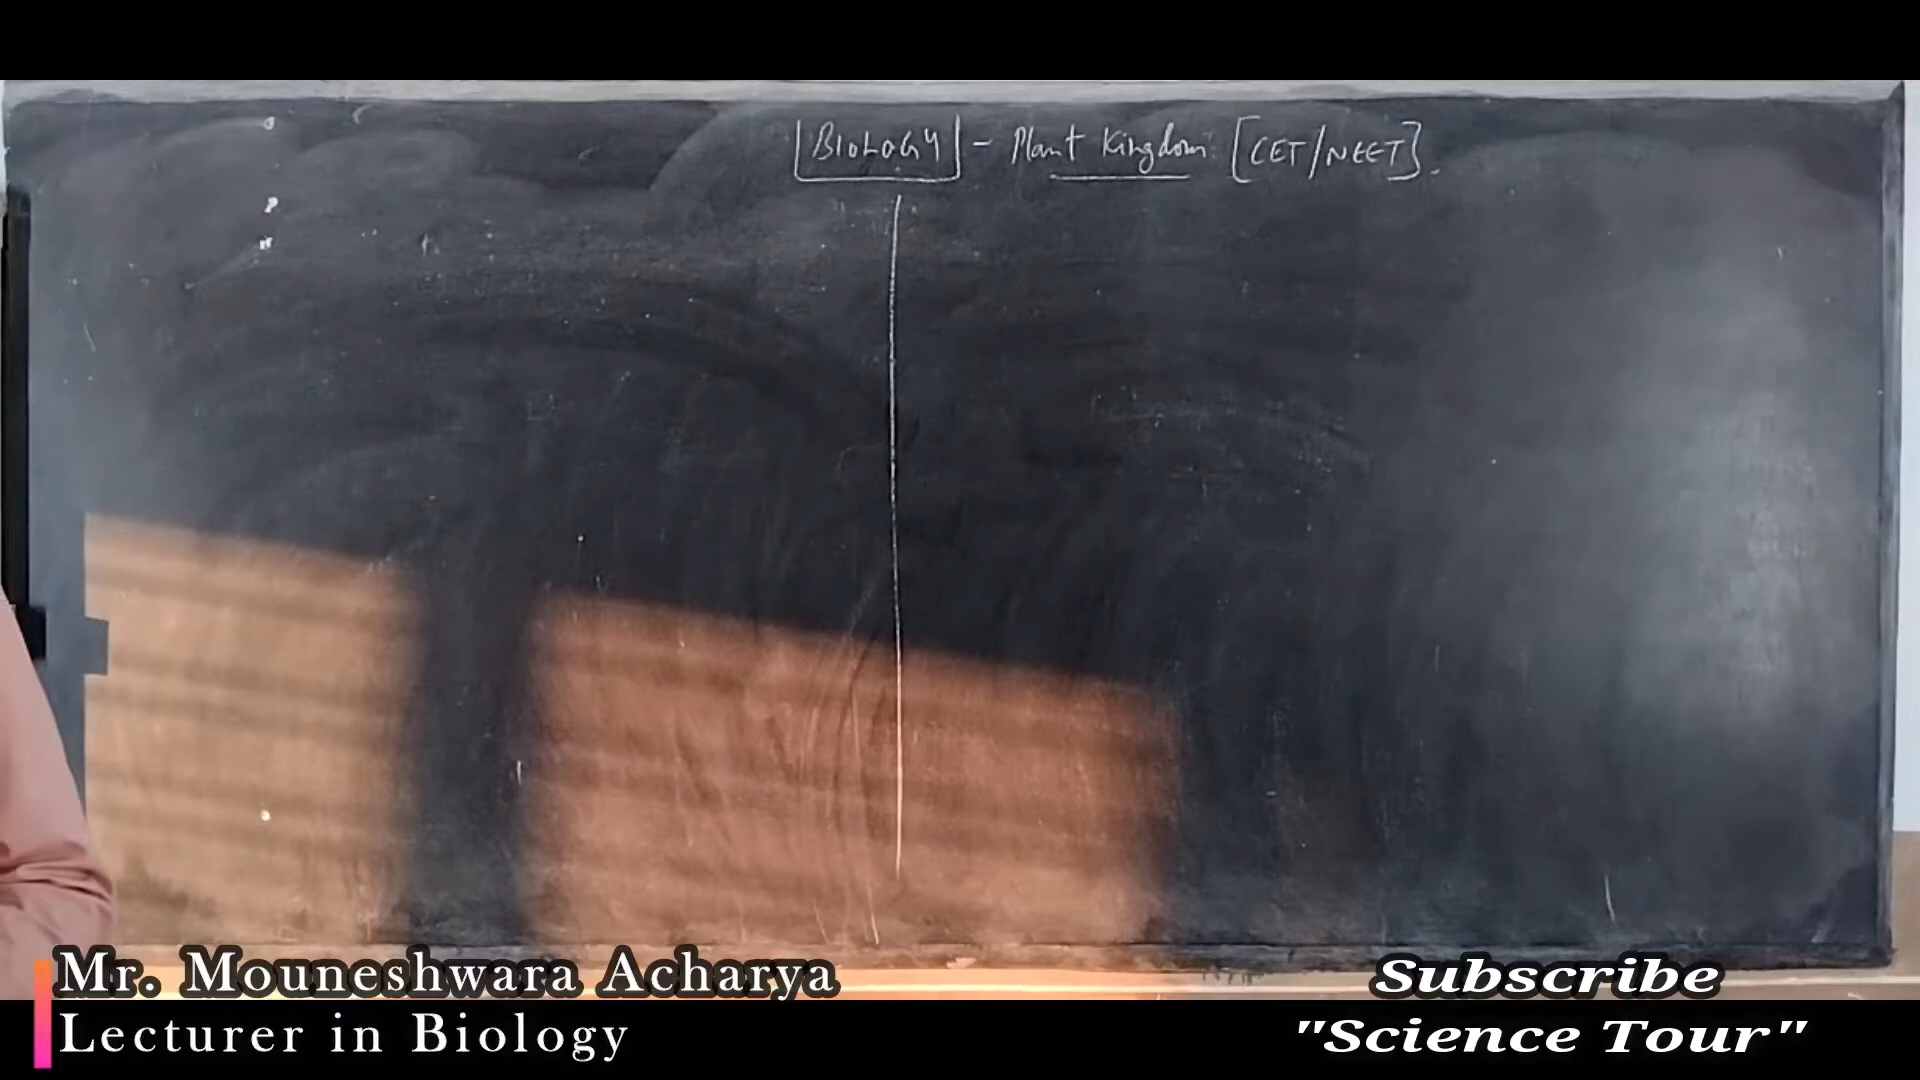 BIOLOGY - Plant Kingdom [CET/NEET].
Mr. Mouneshwara Acharya
Lecturer in Biology
Subscribe
"Science Tour"